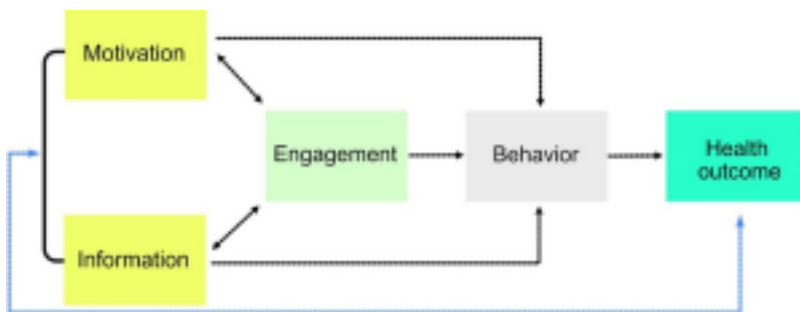 Motivation
Engagement
Behavior
Health
outcome
Information